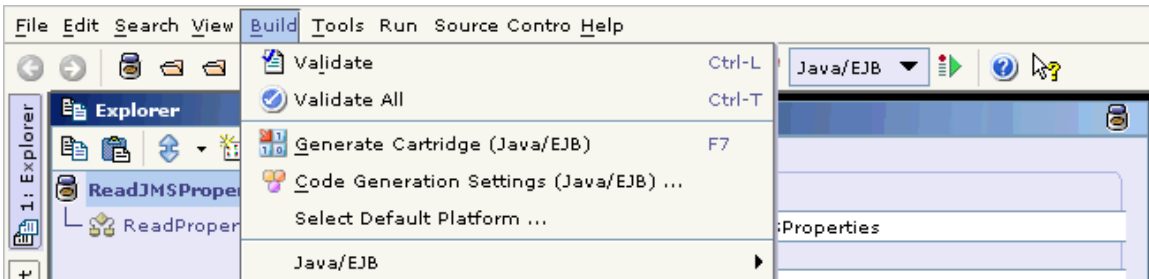 File Edit Search View Build Tools Run Source Contro Help
Validate Ctrl-L
Java/EJB
Validate All Ctrl-T
Explorer
1: Explorer
Generate Cartridge (Java/EJB) F7
Code Generation Settings (Java/EJB) ...
ReadJMSProper
Select Default Platform ...
ReadProper
Properties
Java/EJB